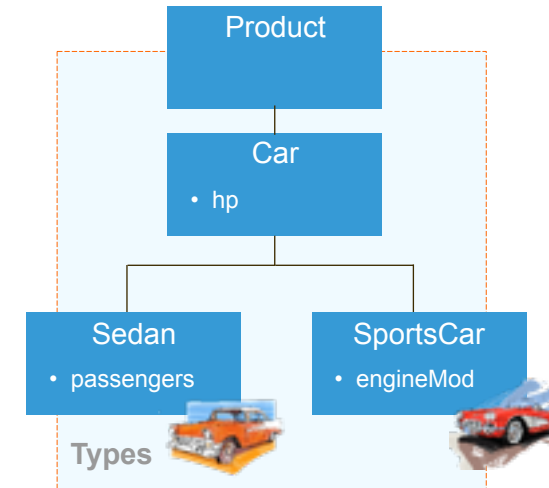 Product
Car
• hp
Sedan
• passengers
SportsCar
• engineMod
Types